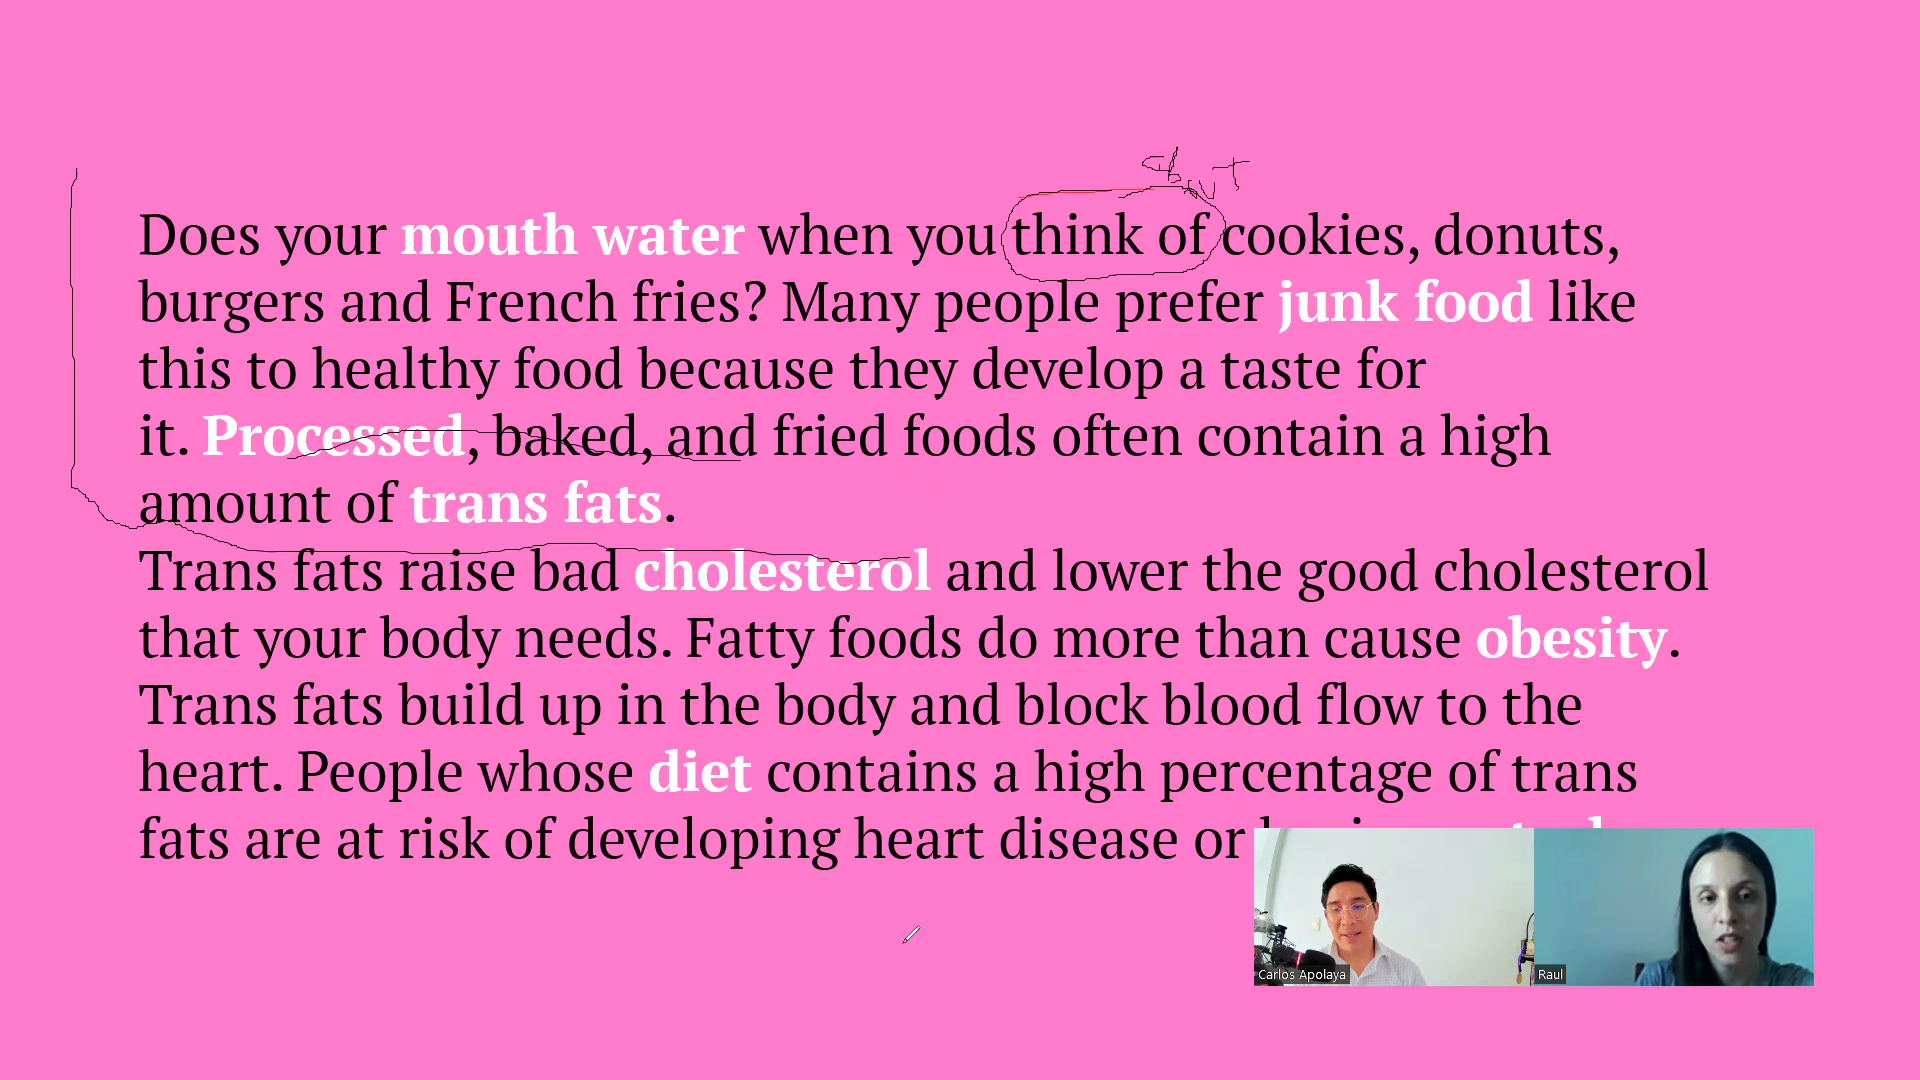 Does your mouth water when you think of cookies, donuts,
burgers and French fries? Many people prefer junk food like
this to healthy food because they develop a taste for
it. Processed, baked, and fried foods often contain a high
amount of trans fats.
Trans fats raise bad cholesterol and lower the good cholesterol
that your body needs. Fatty foods do more than cause obesity.
Trans fats build up in the body and block blood flow to the
heart. People whose diet contains a high percentage of trans
fats are at risk of developing heart disease or
Carlos Apolaya
Raul